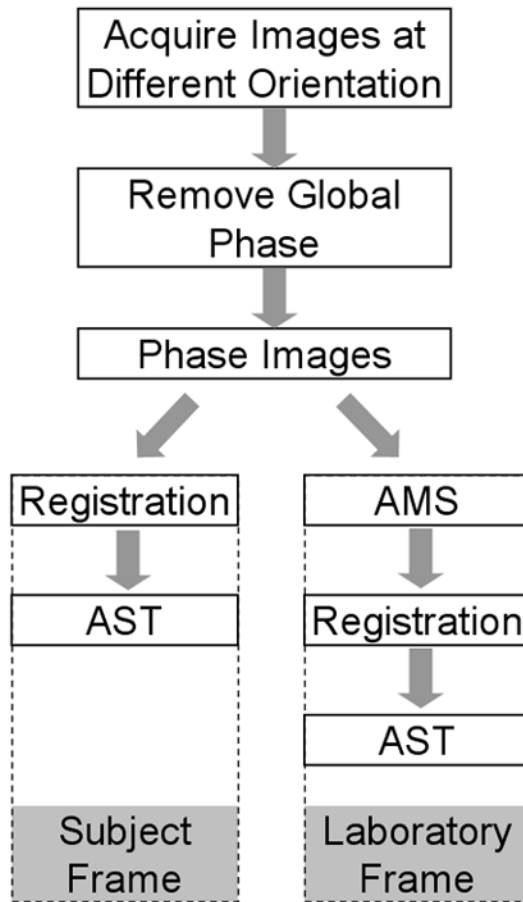 Acquire Images at
Different Orientation
Remove Global
Phase
Phase Images
Registration
AST
Subject
Frame
AMS
Registration
AST
Laboratory
Frame